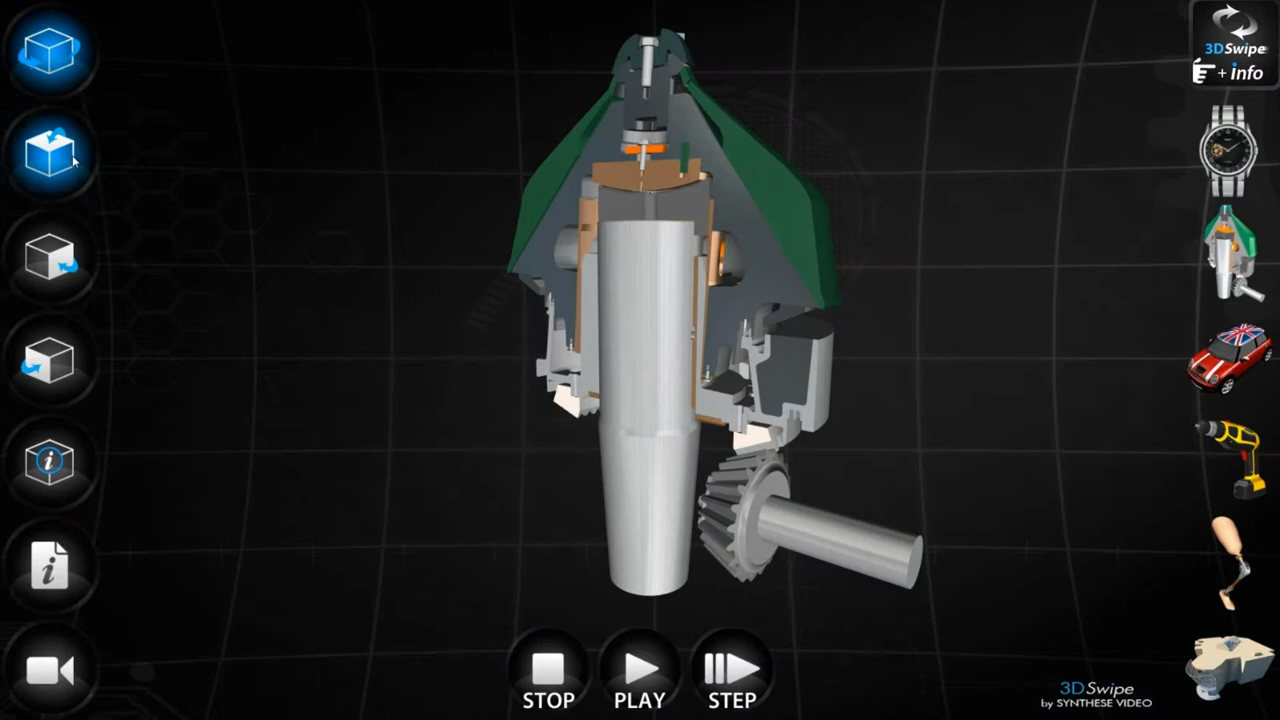 3DSwipe
+ info
STOP
PLAY
STEP
3DSwipe
by SYNTHESE VIDEO